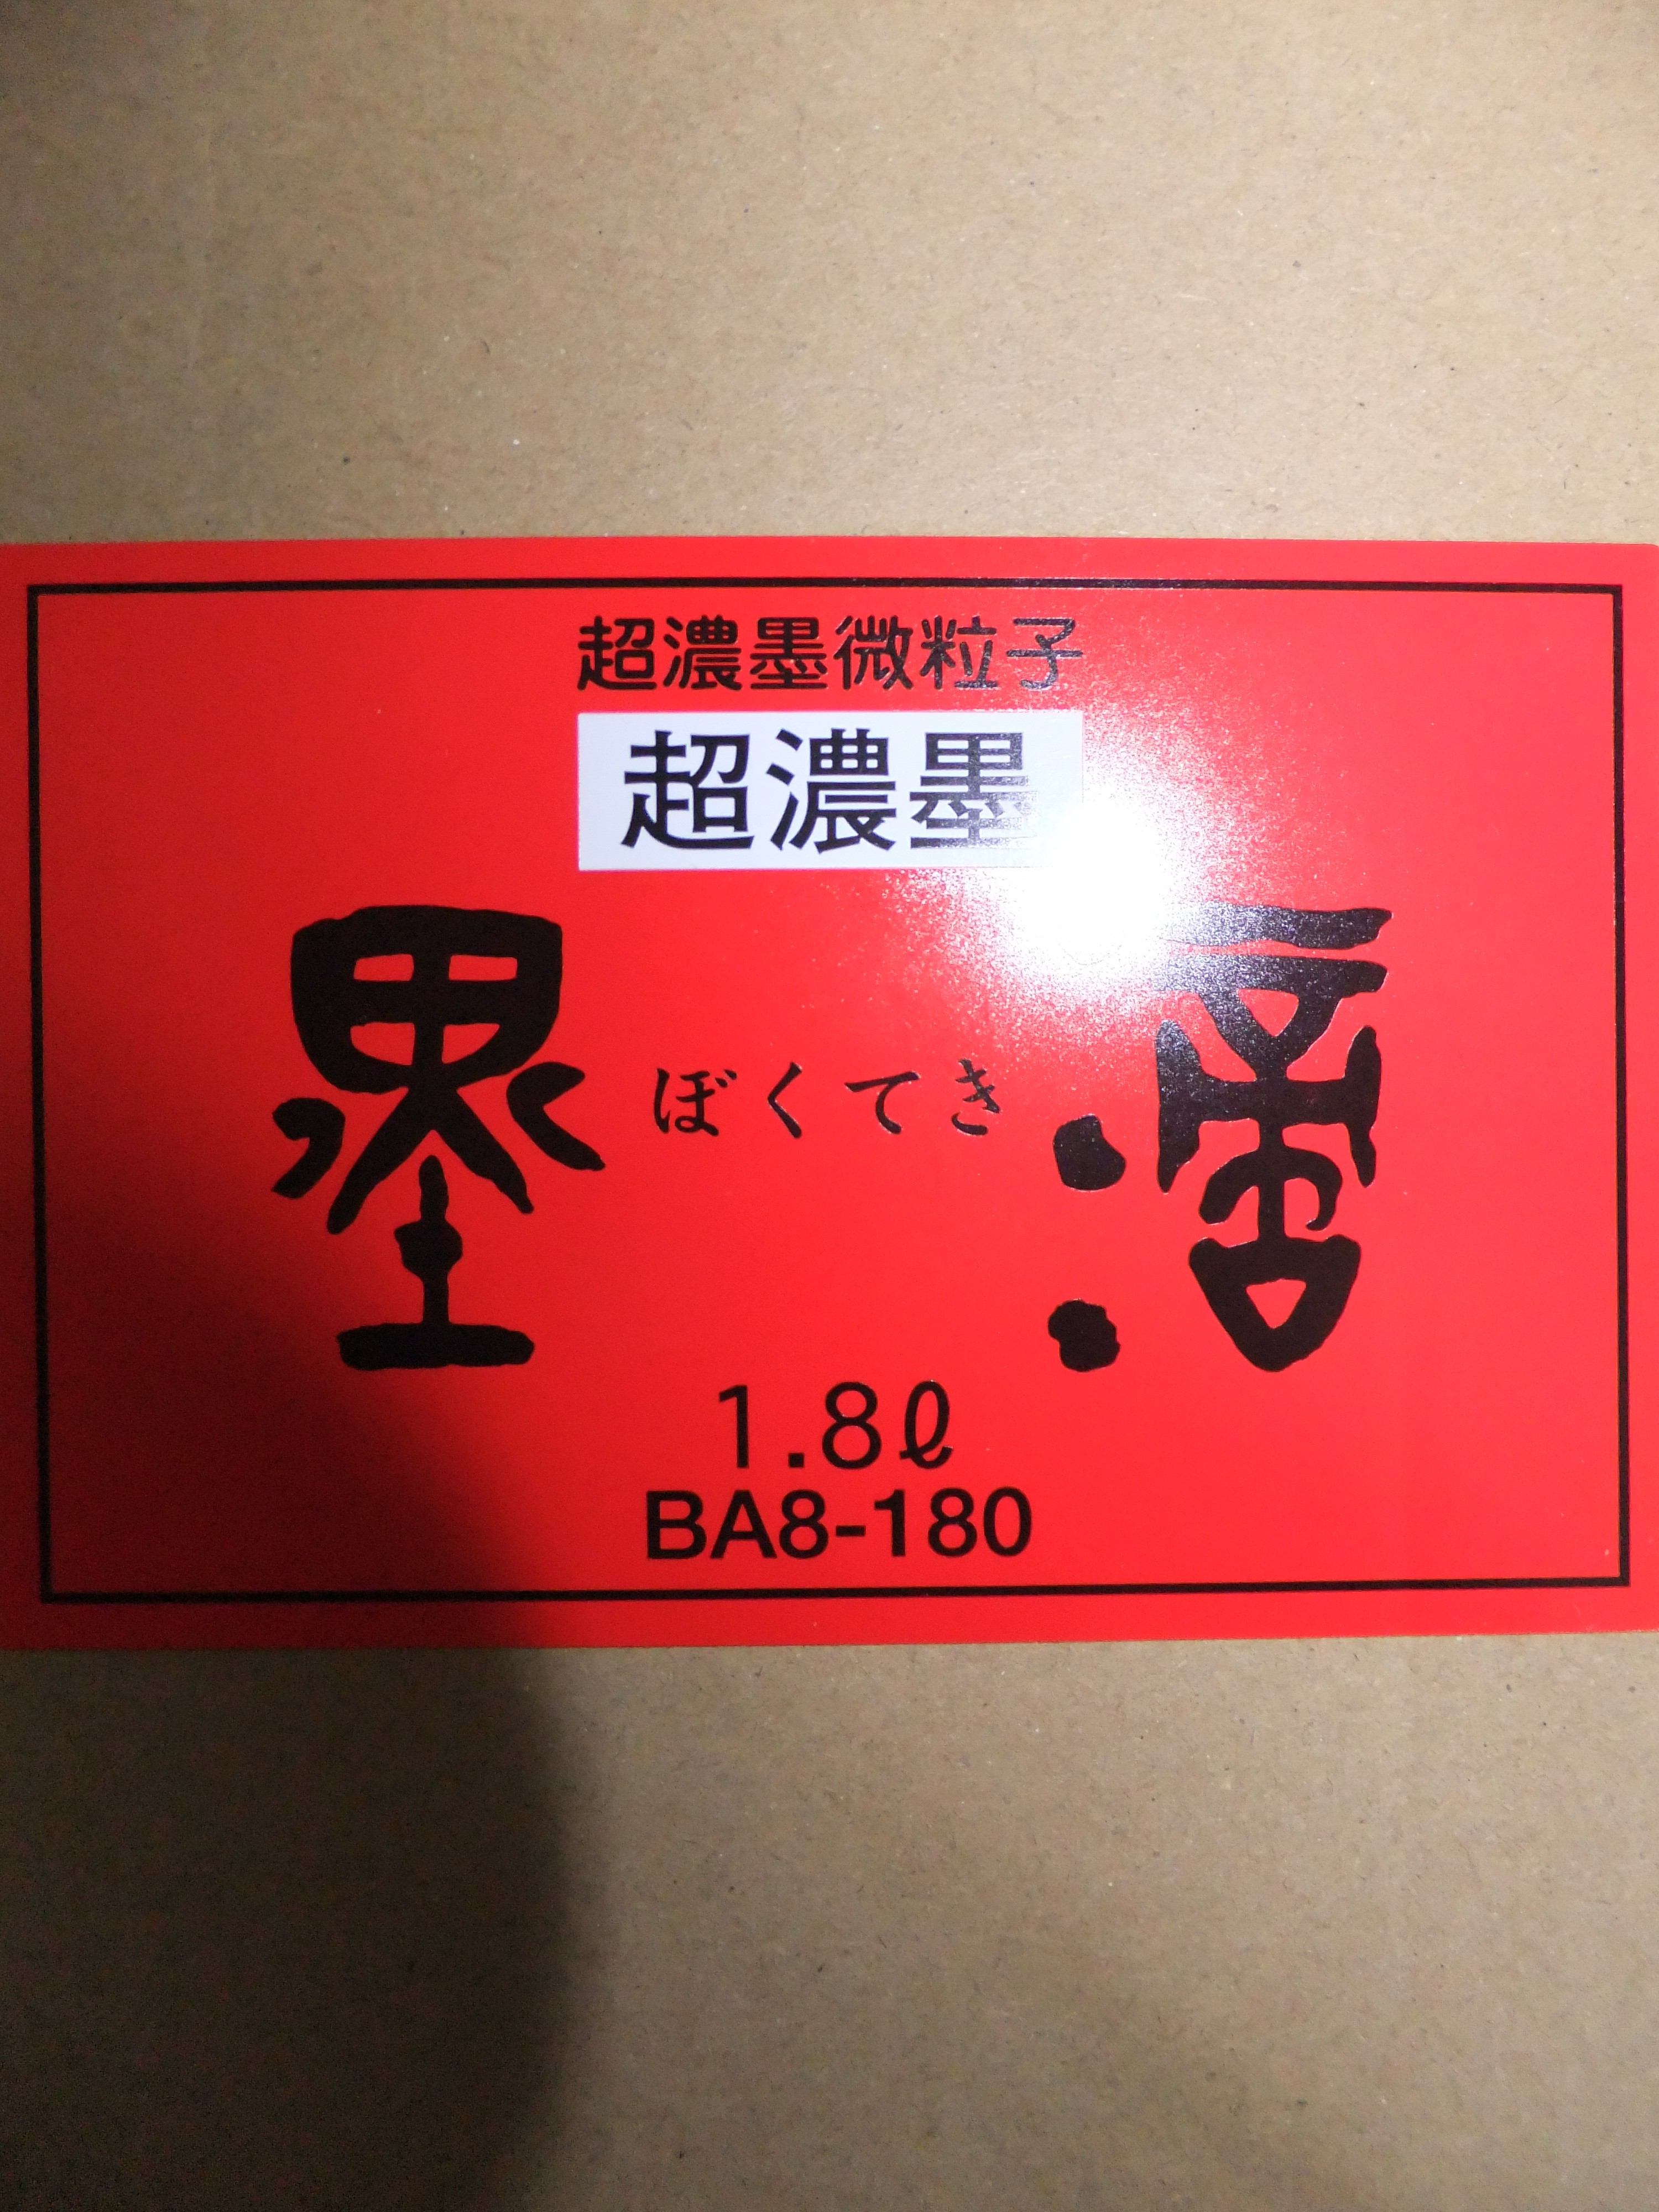 超濃墨微粒子
超濃墨
墨 ぼくてき 滴
1.8ℓ
BA8-180